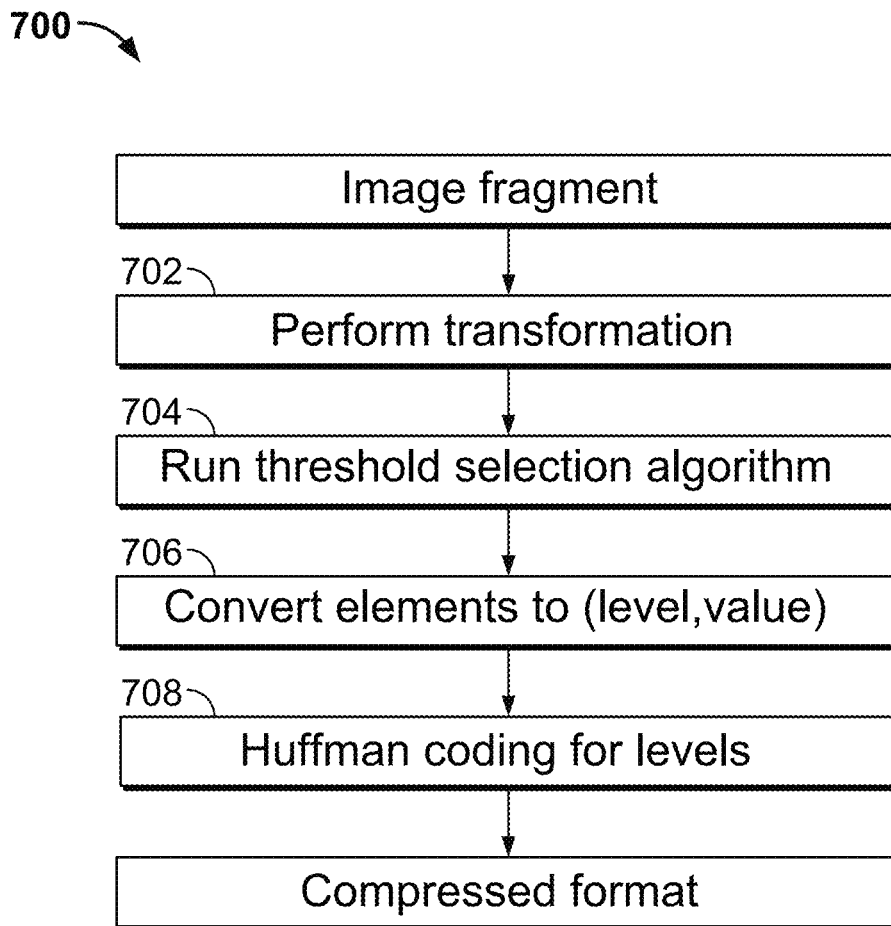 700
Image fragment
702
Perform transformation
704
Run threshold selection algorithm
706
Convert elements to (level,value)
708
Huffman coding for levels
Compressed format